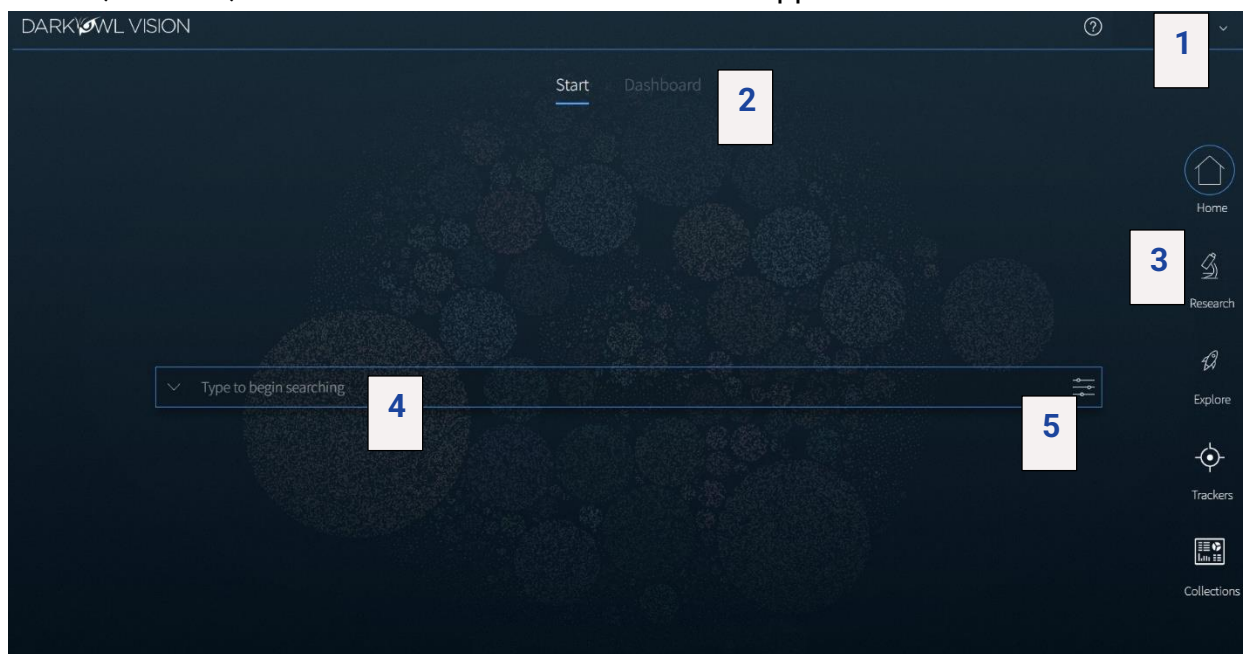 DARKOWL VISION
1
Start Dashboard
2
Home
3
Research
Type to begin searching
4
Explore
5
Trackers
Collections